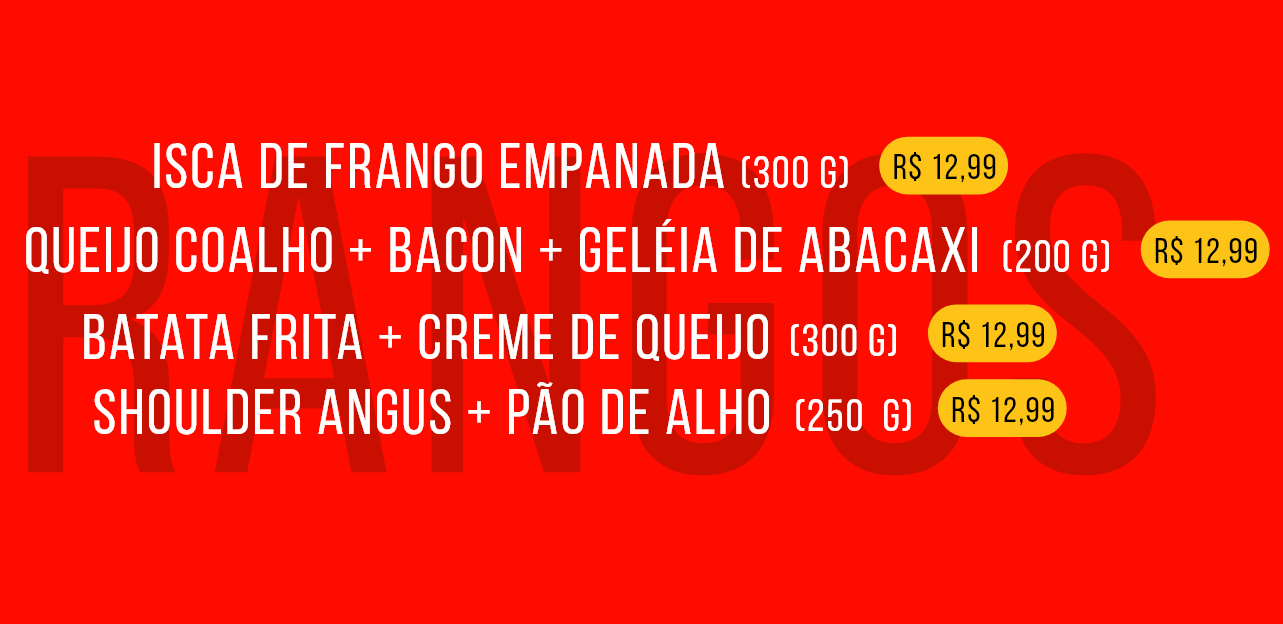 RANGOS
ISCA DE FRANGO EMPANADA (300 G) R$ 12,99
QUEIJO COALHO + BACON + GELÉIA DE ABACAXI (200 G) R$ 12,99
BATATA FRITA + CREME DE QUEIJO (300 G) R$ 12,99
SHOULDER ANGUS + PÃO DE ALHO (250 G) R$ 12,99